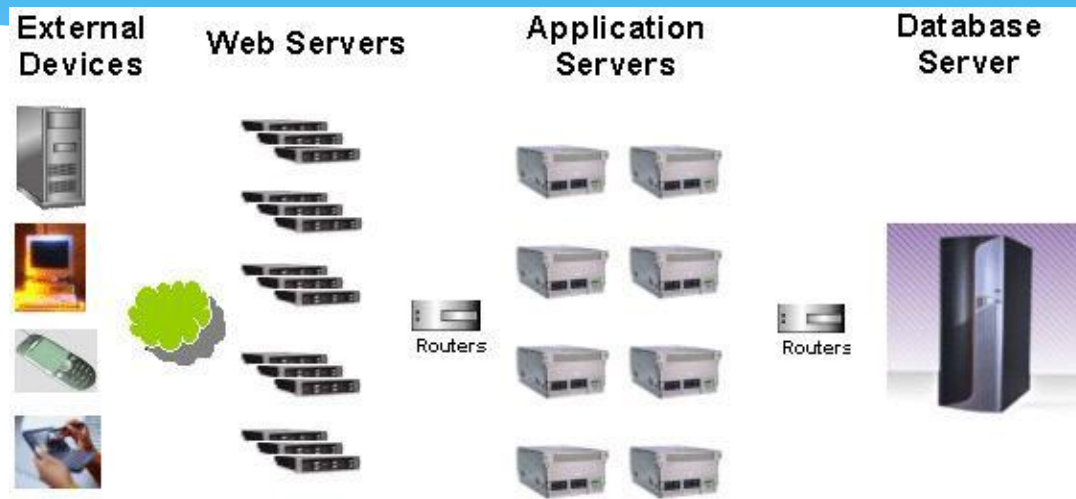 External
Devices
Web Servers
Application
Servers
Database
Server
Routers
Routers